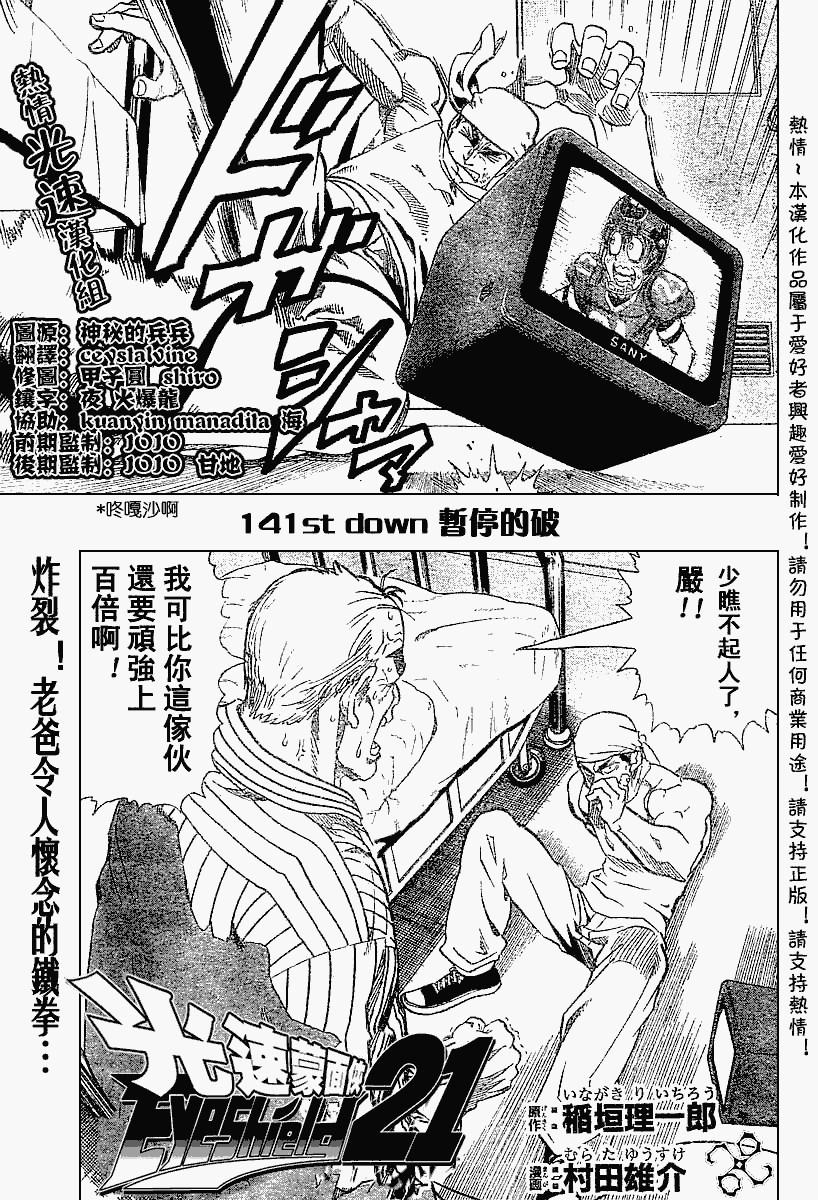 熱情~本漢化作品屬于愛好者興趣愛好制作!請勿用于任何商業用途!請支持正版!請支持熱情!
熱情光速漢化組
ドドガシャァ
SANY
21
圖源: 神秘的兵兵
翻譯: ceystalvine
修圖: 甲子圓 shiro
鑲字: 夜 火爆龍
協助: kuanyin manadila 海
前期監制: JOJO
後期監制: JOJO 甘地
*咚嘎沙啊
141st down 暫停的破
少瞧不起人了,
嚴!!
我可比你這傢伙
還要頑強上
百倍啊!
炸裂!老爸令人懷念的鐵拳…
光速蒙面俠
Eyeshield 21
いながき りいちろう
原作 稲垣理一郎
むらた ゆうすけ
漫画 村田雄介